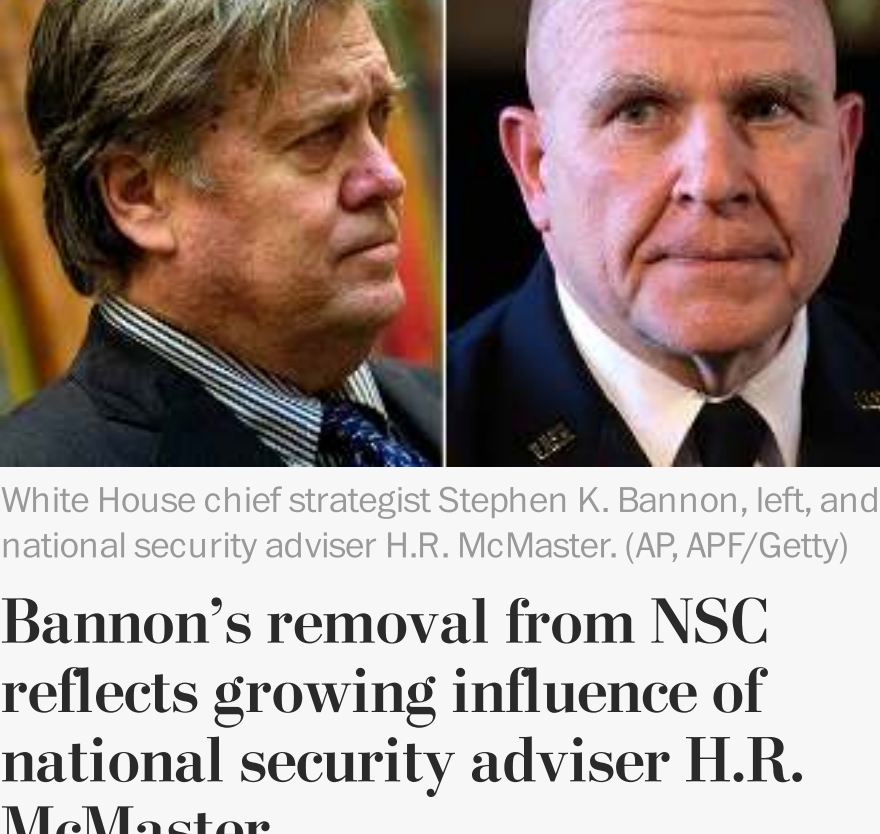 White House chief strategist Stephen K. Bannon, left, and
national security adviser H.R. McMaster. (AP, APF/Getty)
Bannon’s removal from NSC
reflects growing influence of
national security adviser H.R.
McMaster